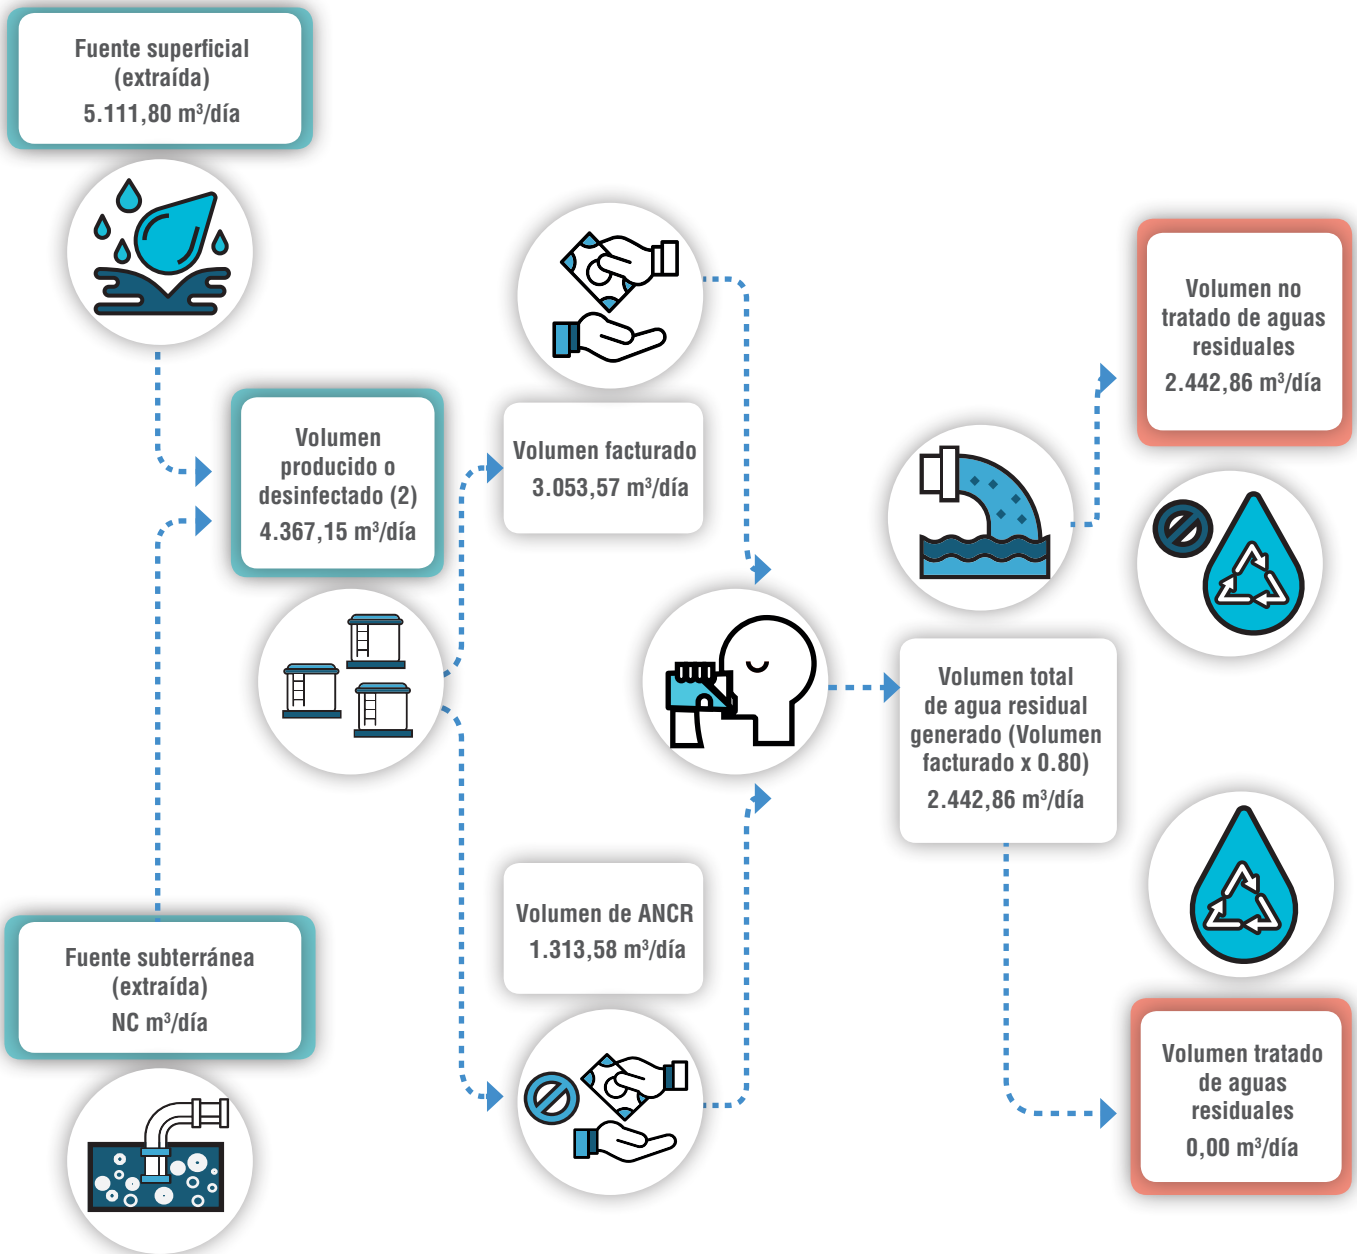 Fuente superficial
(extraída)
5.111,80 m³/día
Volumen
producido o
desinfectado (2)
4.367,15 m³/día
Fuente subterránea
(extraída)
NC m³/día
Volumen facturado
3.053,57 m³/día
Volumen de ANCR
1.313,58 m³/día
Volumen total
de agua residual
generado (Volumen
facturado x 0.80)
2.442,86 m³/día
Volumen no
tratado de aguas
residuales
2.442,86 m³/día
Volumen tratado
de aguas
residuales
0,00 m³/día